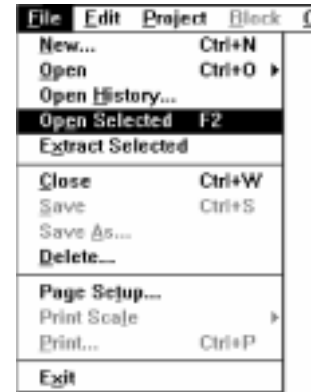 File Edit Project Block
New... Ctrl+N
Open Ctrl+O
Open History...
Open Selected F2
Extract Selected
Close Ctrl+W
Save Ctrl+S
Save As...
Delete...
Page Setup...
Print Scale
Print... Ctrl+P
Exit